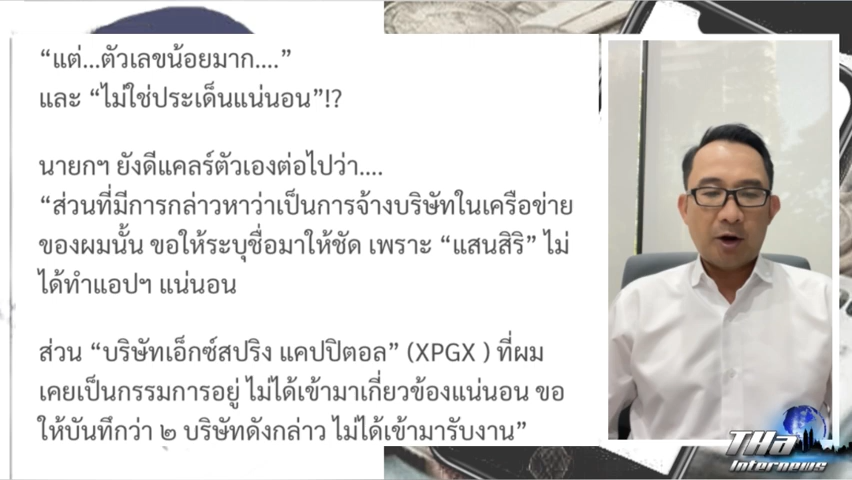 “แต่...ตัวเลขน้อยมาก....”
และ “ไม่ใช่ประเด็นแน่นอน”!?
นายกฯ ยังดีแคลร์ตัวเองต่อไปว่า....
“ส่วนที่มีการกล่าวหาว่าเป็นการจ้างบริษัทในเครือข่าย
ของผมนั้น ขอให้ระบุชื่อมาให้ชัด เพราะ “แสนสิริ” ไม่
ได้ทำแอปฯ แน่นอน
ส่วน “บริษัทเอ็กซ์สปริง แคปปิตอล” (XPGX ) ที่ผม
เคยเป็นกรรมการอยู่ ไม่ได้เข้ามาเกี่ยวข้องแน่นอน ขอ
ให้บันทึกว่า ๒ บริษัทดังกล่าว ไม่ได้เข้ามารับงาน”
THa
Internews